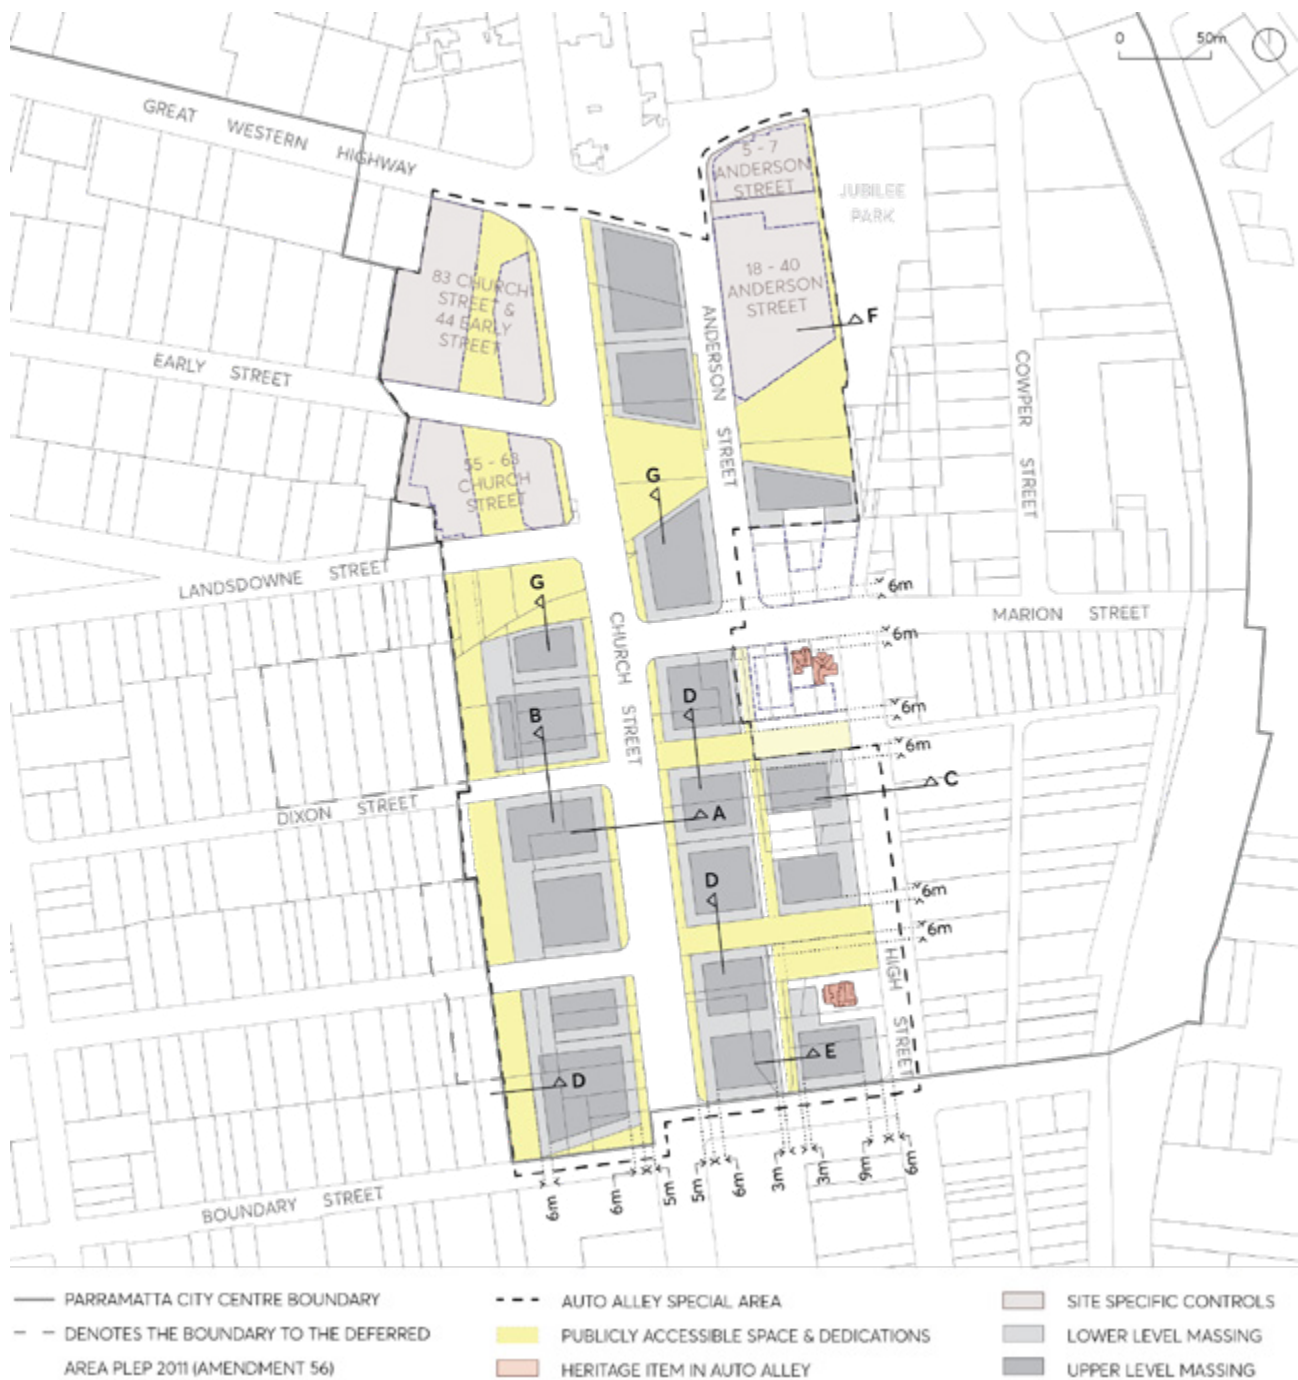 0 50m
GREAT WESTERN HIGHWAY
5 - 7
ANDERSON
STREET
JUBILEE
PARK
83 CHURCH
STREET &
44 EARLY
STREET
18 - 40
ANDERSON
STREET
F
ANDERSON STREET
EARLY STREET
COWPER STREET
55 - 63
CHURCH
STREET
G
LANDSDOWNE STREET
G
6m
MARION STREET
6m
CHURCH STREET
D
B
6m
6m
C
DIXON STREET
A
D
6m
6m
HIGH STREET
E
D
6m
6m
5m
5m
6m
3m
3m
9m
6m
BOUNDARY STREET
PARRAMATTA CITY CENTRE BOUNDARY
DENOTES THE BOUNDARY TO THE DEFERRED
AREA PLEP 2011 (AMENDMENT 56)
AUTO ALLEY SPECIAL AREA
PUBLICLY ACCESSIBLE SPACE & DEDICATIONS
HERITAGE ITEM IN AUTO ALLEY
SITE SPECIFIC CONTROLS
LOWER LEVEL MASSING
UPPER LEVEL MASSING